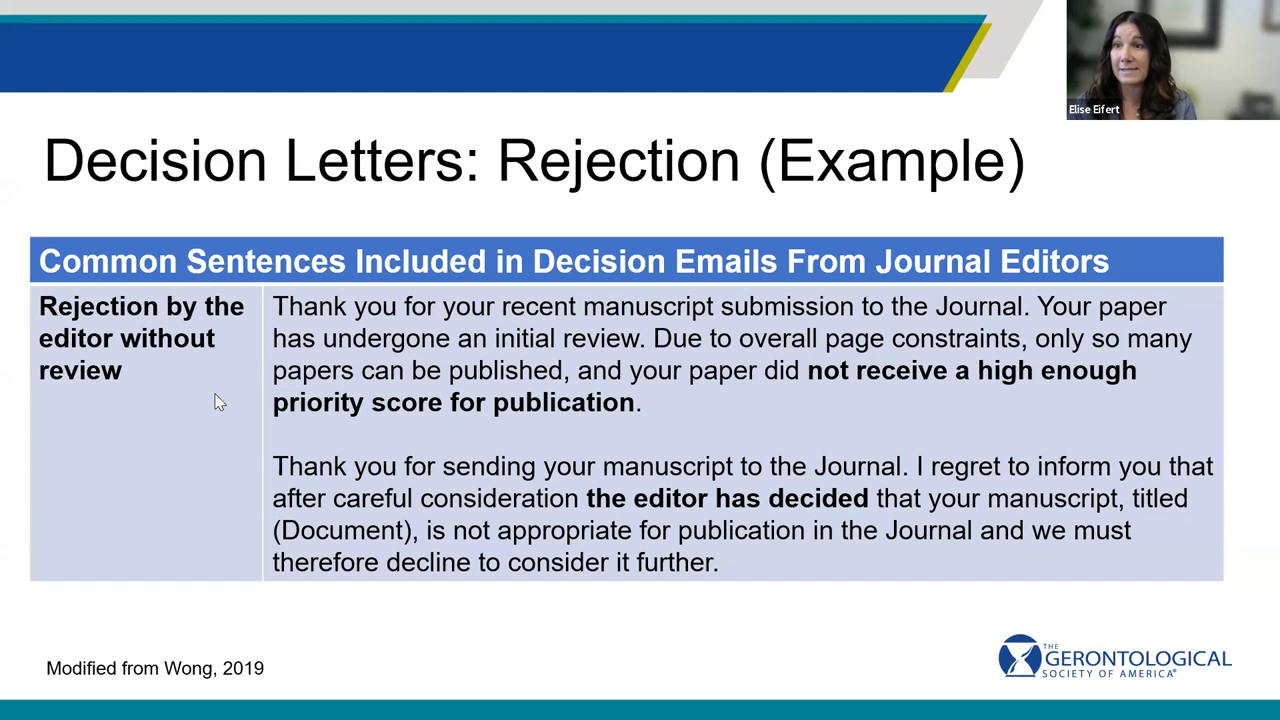 Elise Eifert
Decision Letters: Rejection (Example)
Common Sentences Included in Decision Emails From Journal Editors
Rejection by the
editor without
review
Thank you for your recent manuscript submission to the Journal. Your paper
has undergone an initial review. Due to overall page constraints, only so many
papers can be published, and your paper did not receive a high enough
priority score for publication.
Thank you for sending your manuscript to the Journal. I regret to inform you that
after careful consideration the editor has decided that your manuscript, titled
(Document), is not appropriate for publication in the Journal and we must
therefore decline to consider it further.
Modified from Wong, 2019
THE
GERONTOLOGICAL
SOCIETY OF AMERICA®